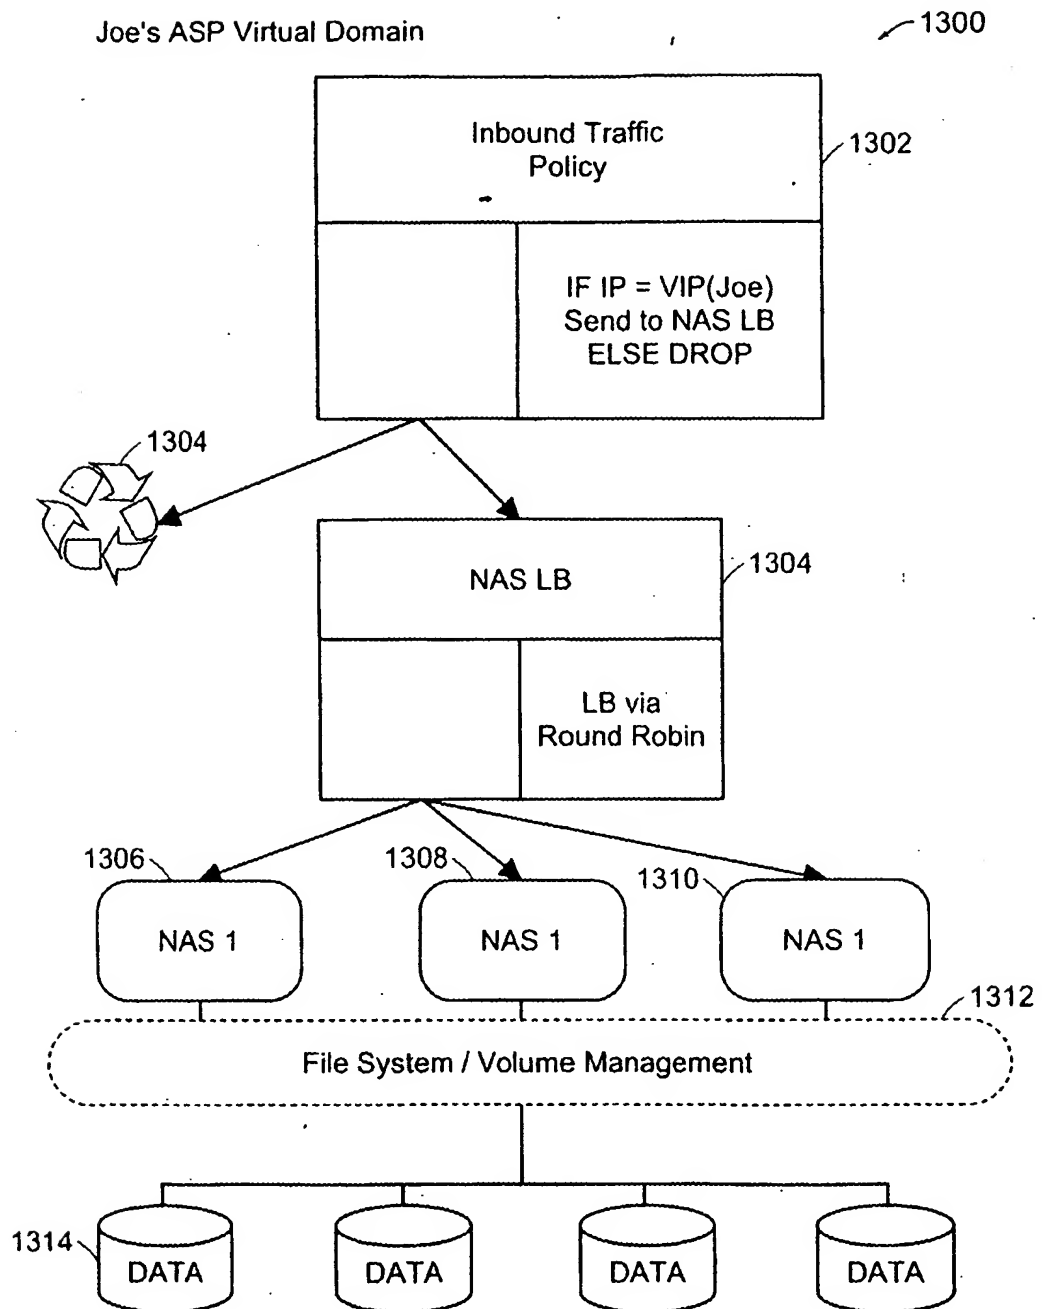 Joe's ASP Virtual Domain
1300
Inbound Traffic
Policy
1302
IF IP = VIP(Joe)
Send to NAS LB
ELSE DROP
1304
NAS LB
1304
LB via
Round Robin
1306
1308
1310
NAS 1
NAS 1
NAS 1
1312
File System / Volume Management
1314
DATA
DATA
DATA
DATA